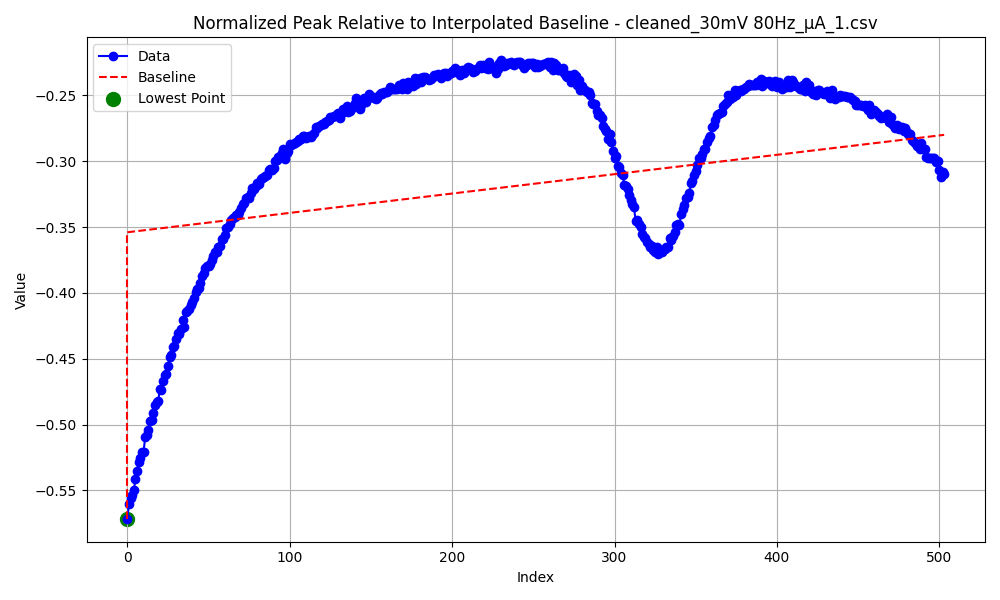 Normalized Peak Relative to Interpolated Baseline - cleaned_30mV 80Hz_μA_1.csv
Data
Baseline
Lowest Point
Value
−0.25
−0.30
−0.35
−0.40
−0.45
−0.50
−0.55
0 100 200 300 400 500
Index